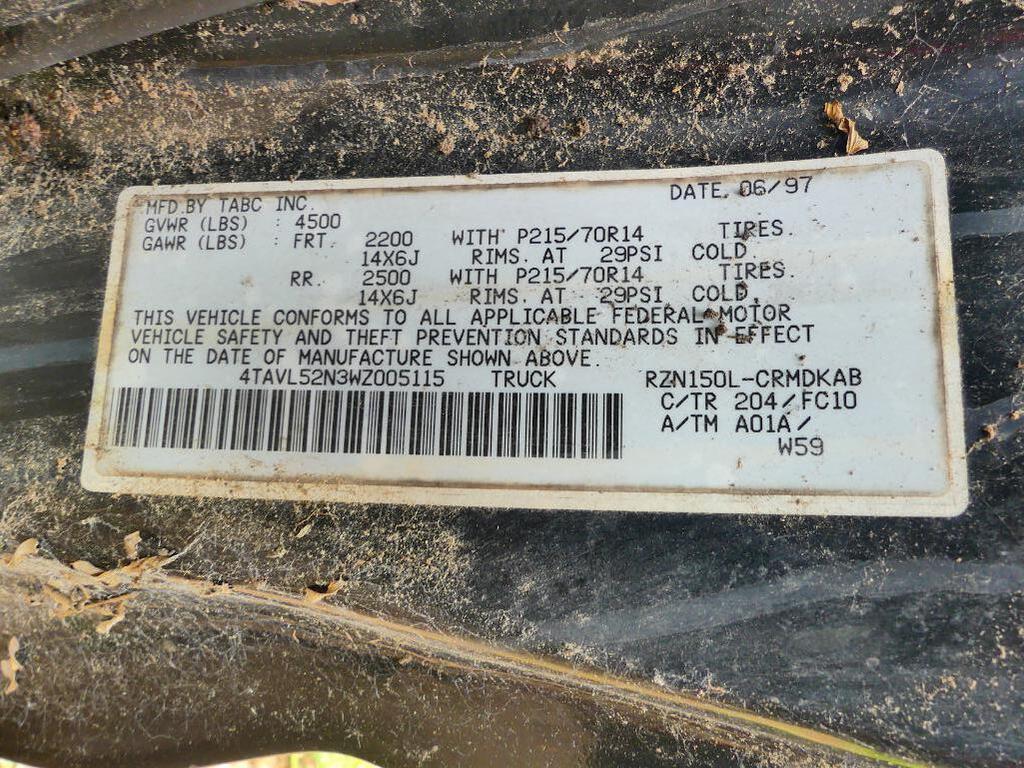 MFD.BY TABC INC. DATE. 06/97
GVWR (LBS) : 4500
GAWR (LBS) : FRT. 2200 WITH P215/70R14 TIRES.
14X6J RIMS. AT 29PSI COLD.
RR. 2500 WITH P215/70R14 TIRES.
14X6J RIMS. AT 29PSI COLD.
THIS VEHICLE CONFORMS TO ALL APPLICABLE FEDERAL MOTOR
VEHICLE SAFETY AND THEFT PREVENTION STANDARDS IN EFFECT
ON THE DATE OF MANUFACTURE SHOWN ABOVE.
4TAVL52N3WZ005115 TRUCK RZN150L-CRMDKAB
C/TR 204/FC10
A/TM A01A/
W59